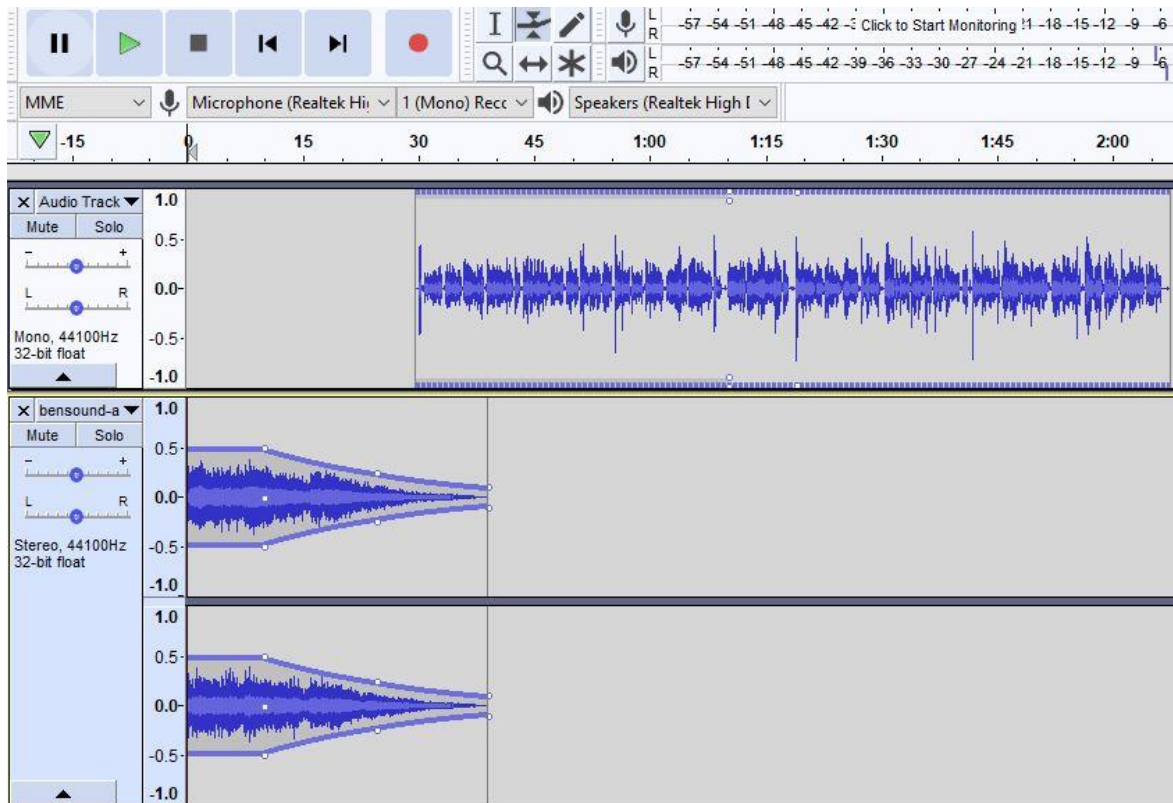 L
R
-57 -54 -51 -48 -45 -42 -3 Click to Start Monitoring !1 -18 -15 -12 -9 -6
L
R
-57 -54 -51 -48 -45 -42 -39 -36 -33 -30 -27 -24 -21 -18 -15 -12 -9 -6
MME
Microphone (Realtek Hi
1 (Mono) Recc
Speakers (Realtek High
-15 0 15 30 45 1:00 1:15 1:30 1:45 2:00
X Audio Track
Mute Solo
- +
L R
Mono, 44100Hz
32-bit float
1.0
0.5-
0.0-
-0.5-
-1.0
X bensound-a
Mute Solo
- +
L R
Stereo, 44100Hz
32-bit float
1.0
0.5-
0.0-
-0.5-
-1.0
1.0
0.5-
0.0-
-0.5-
-1.0